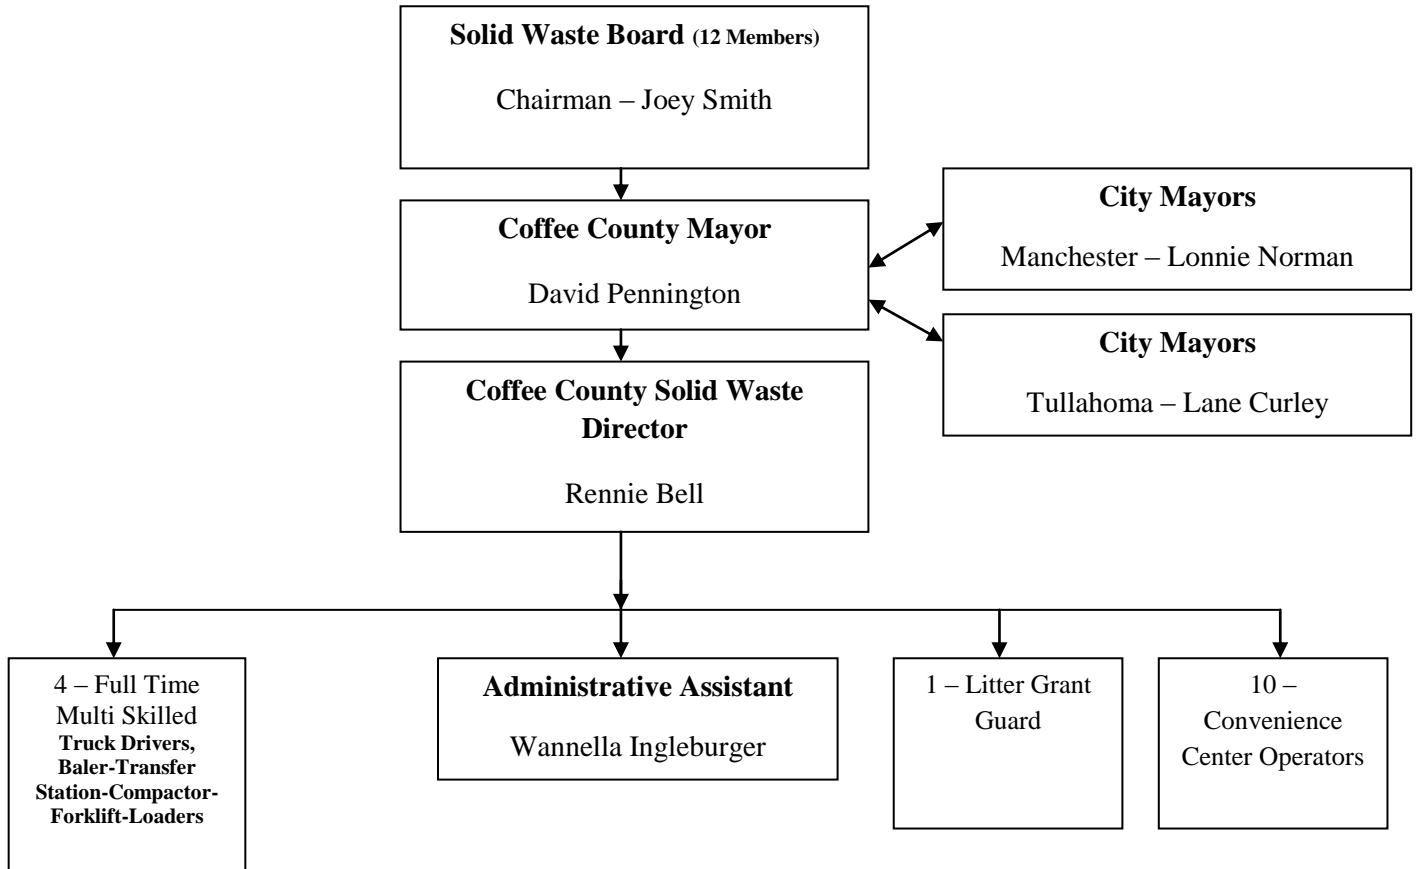 Solid Waste Board (12 Members)
Chairman – Joey Smith
Coffee County Mayor
David Pennington
City Mayors
Manchester – Lonnie Norman
City Mayors
Tullahoma – Lane Curley
Coffee County Solid Waste
Director
Rennie Bell
4 – Full Time
Multi Skilled
Truck Drivers,
Baler-Transfer
Station-Compactor-
Forklift-Loaders
Administrative Assistant
Wannella Ingleburger
1 – Litter Grant
Guard
10 –
Convenience
Center Operators